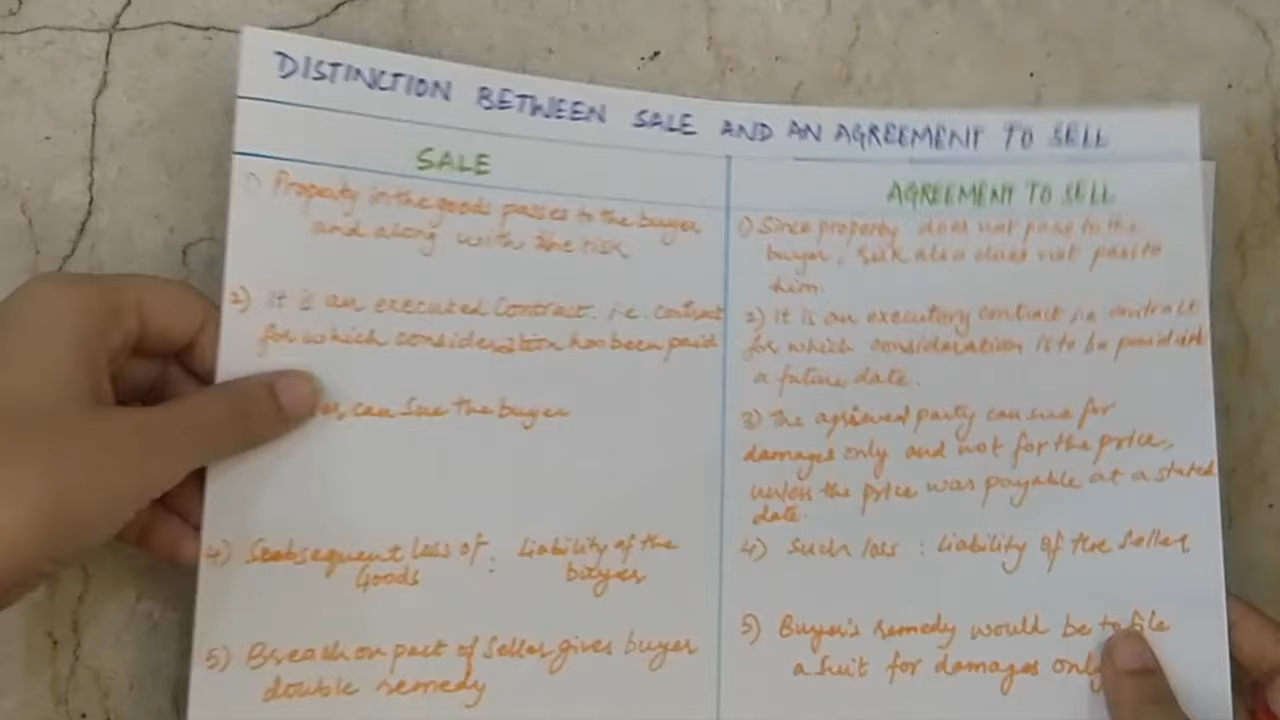 DISTINCTION BETWEEN SALE AND AN AGREEMENT TO SELL
SALE
1) Property in the goods passes to the buyer
and along with the risk
2) It is an executed contract. i.e. contract
for which consideration has been paid
can sue the buyer
4) Subsequent loss of : Liability of the
Goods buyer
5) Breach on part of Seller gives buyer
double remedy
AGREEMENT TO SELL
1) Since property does not pass to the
buyer, risk also does not pass to
him.
2) It is an executory contract i.e. contract
for which consideration is to be paid at
a future date.
3) The agrieved party can sue for
damages only and not for the price,
unless the price was payable at a stated
date.
4) Such loss : Liability of the Seller
5) Buyer's remedy would be to file
a suit for damages only